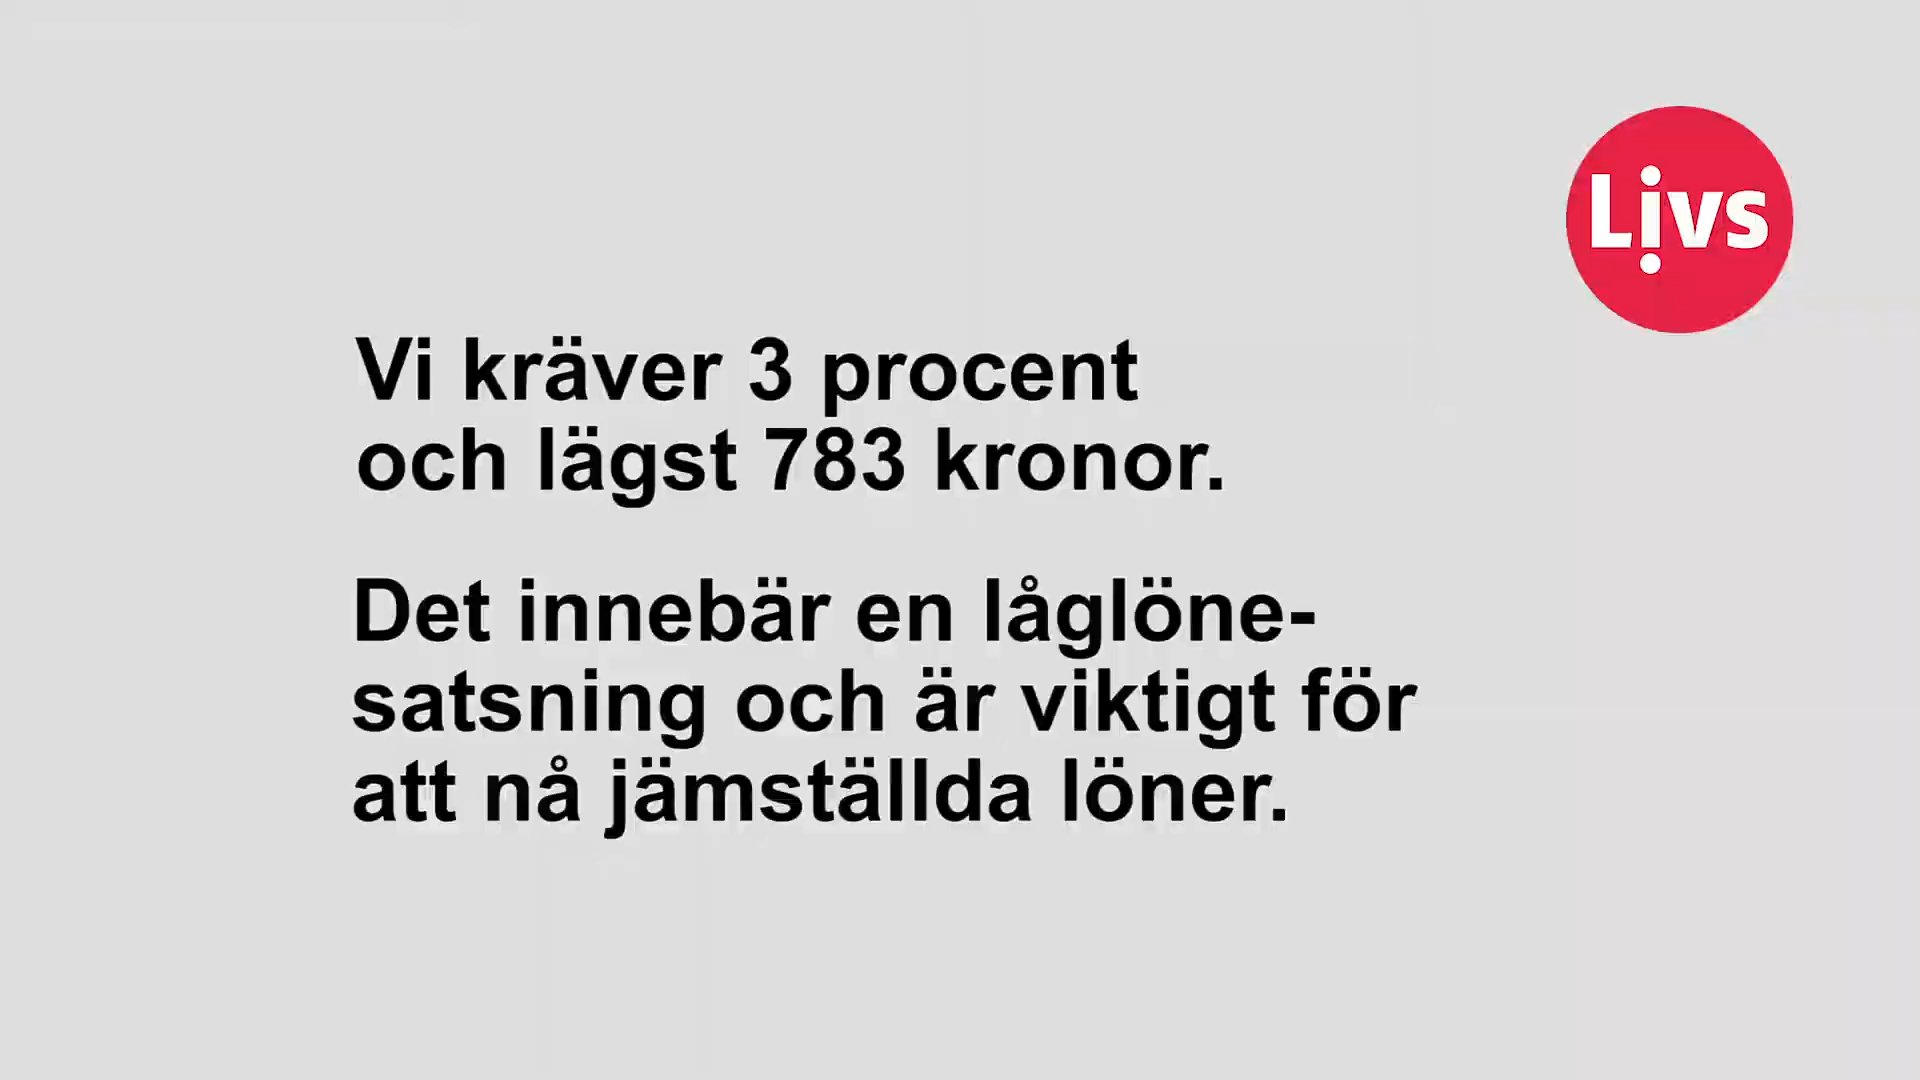 Livs
Vi kräver 3 procent
och lägst 783 kronor.
Det innebär en låglöne-
satsning och är viktigt för
att nå jämställda löner.